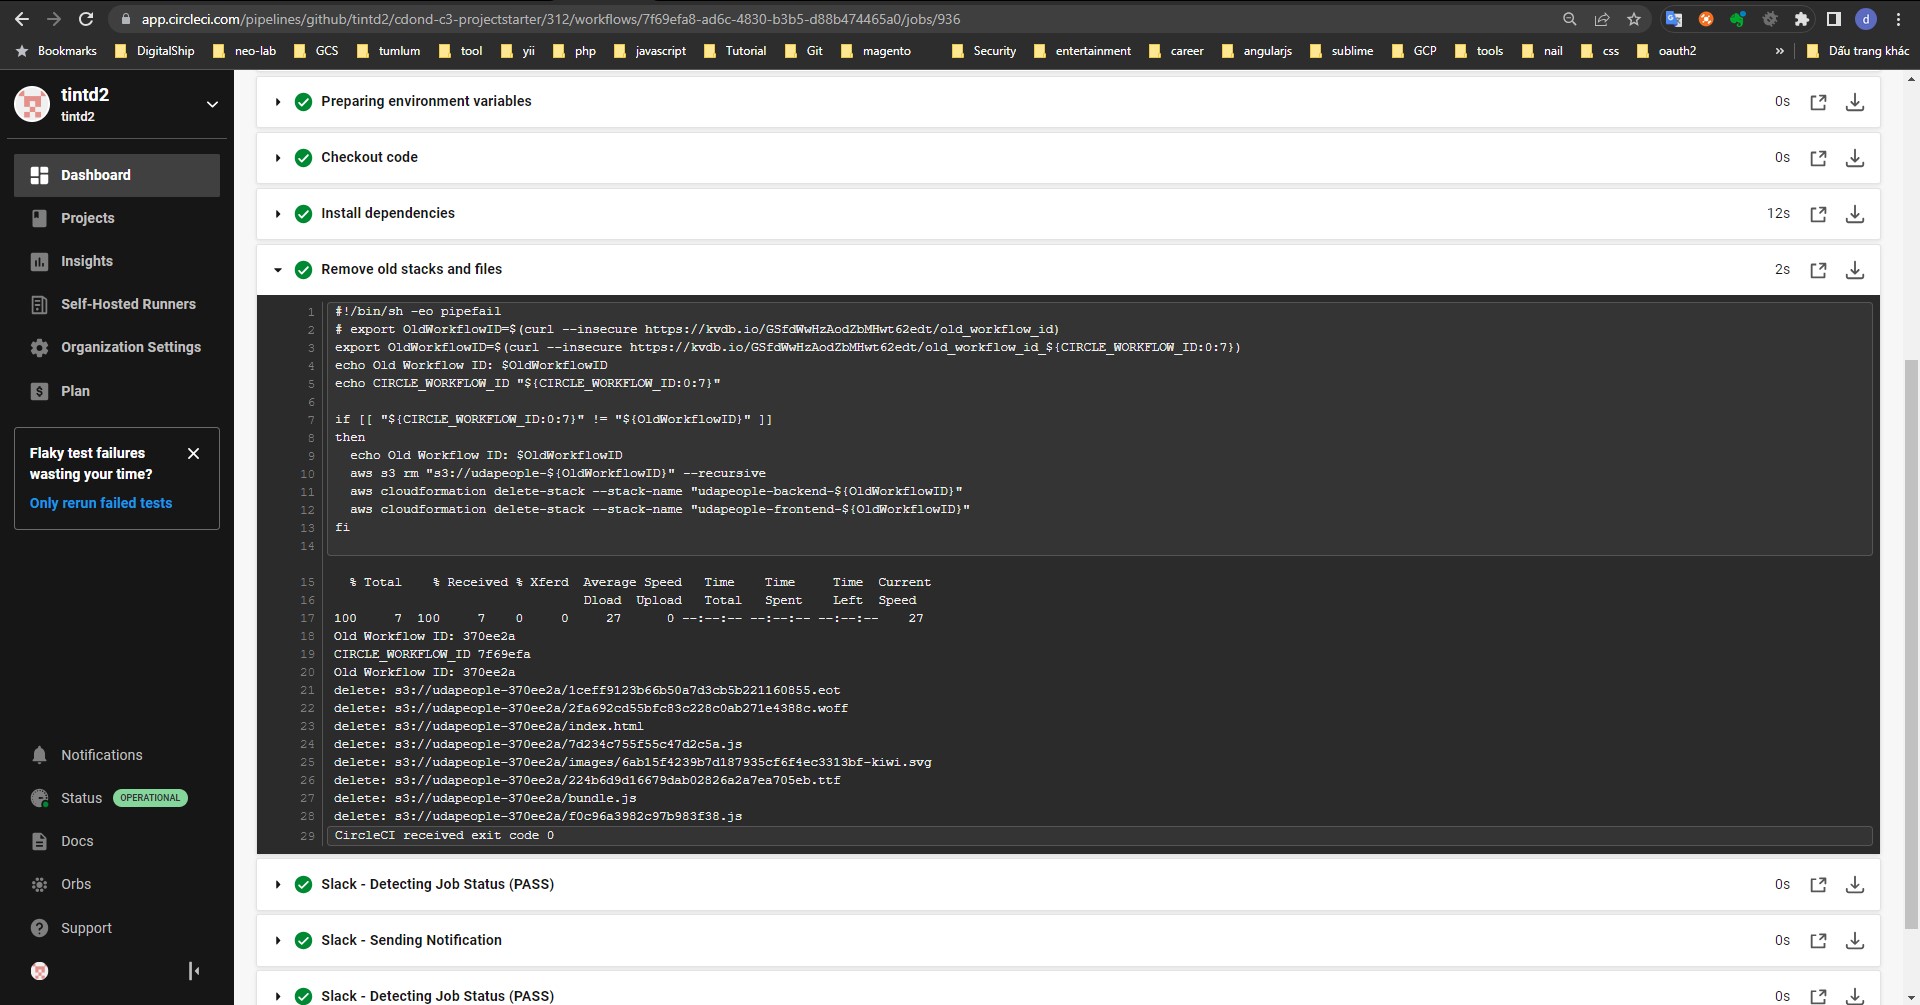 app.circleci.com/pipelines/github/tintd2/cdond-c3-projectstarter/312/workflows/7f69efa8-ad6c-4830-b3b5-d88b474465a0/jobs/936
d
Bookmarks DigitalShip neo-lab GCS tumlum tool yii php javascript Tutorial Git magento Security entertainment career angularjs sublime GCP tools nail css oauth2 » Dấu trang khác
tintd2
tintd2
Dashboard
Projects
Insights
Self-Hosted Runners
Organization Settings
Plan
Flaky test failures
wasting your time?
Only rerun failed tests
Notifications
Status OPERATIONAL
Docs
Orbs
Support
Preparing environment variables 0s
Checkout code 0s
Install dependencies 12s
Remove old stacks and files 2s
1 #!/bin/sh -eo pipefail
2 # export OldWorkflowID=$(curl --insecure https://kvdb.io/GSfdWwHzAodZbMHwt62edt/old_workflow_id)
3 export OldWorkflowID=$(curl --insecure https://kvdb.io/GSfdWwHzAodZbMHwt62edt/old_workflow_id_${CIRCLE_WORKFLOW_ID:0:7})
4 echo Old Workflow ID: $OldWorkflowID
5 echo CIRCLE_WORKFLOW_ID "${CIRCLE_WORKFLOW_ID:0:7}"
6
7 if [[ "${CIRCLE_WORKFLOW_ID:0:7}" != "${OldWorkflowID}" ]]
8 then
9 echo Old Workflow ID: $OldWorkflowID
10 aws s3 rm "s3://udapeople-${OldWorkflowID}" --recursive
11 aws cloudformation delete-stack --stack-name "udapeople-backend-${OldWorkflowID}"
12 aws cloudformation delete-stack --stack-name "udapeople-frontend-${OldWorkflowID}"
13 fi
14
15 % Total % Received % Xferd Average Speed Time Time Time Current
16 Dload Upload Total Spent Left Speed
17 100 7 100 7 0 0 27 0 --:--:-- --:--:-- --:--:-- 27
18 Old Workflow ID: 370ee2a
19 CIRCLE_WORKFLOW_ID 7f69efa
20 Old Workflow ID: 370ee2a
21 delete: s3://udapeople-370ee2a/1ceff9123b66b50a7d3cb5b221160855.eot
22 delete: s3://udapeople-370ee2a/2fa692cd55bfc83c228c0ab271e4388c.woff
23 delete: s3://udapeople-370ee2a/index.html
24 delete: s3://udapeople-370ee2a/7d234c755f55c47d2c5a.js
25 delete: s3://udapeople-370ee2a/images/6ab15f4239b7d187935cf6f4ec3313bf-kiwi.svg
26 delete: s3://udapeople-370ee2a/224b6d9d16679dab02826a2a7ea705eb.ttf
27 delete: s3://udapeople-370ee2a/bundle.js
28 delete: s3://udapeople-370ee2a/f0c96a3982c97b983f38.js
29 CircleCI received exit code 0
Slack - Detecting Job Status (PASS) 0s
Slack - Sending Notification 0s
Slack - Detecting Job Status (PASS) 0s